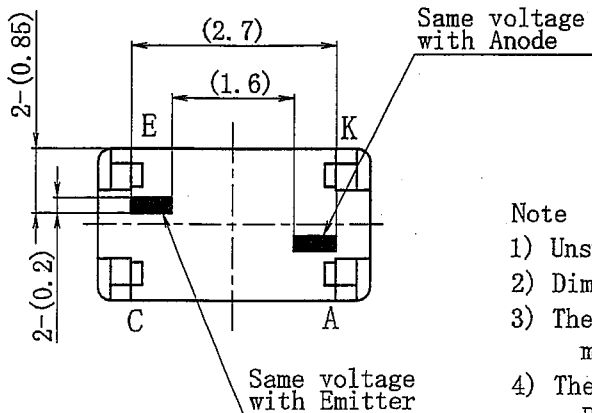 Same voltage
with Anode
(2.7)
(1.6)
2-(0.85)
E
K
2-(0.2)
C
A
Same voltage
with Emitter
Note
1) Uns
2) Dim
3) The
m
4) The